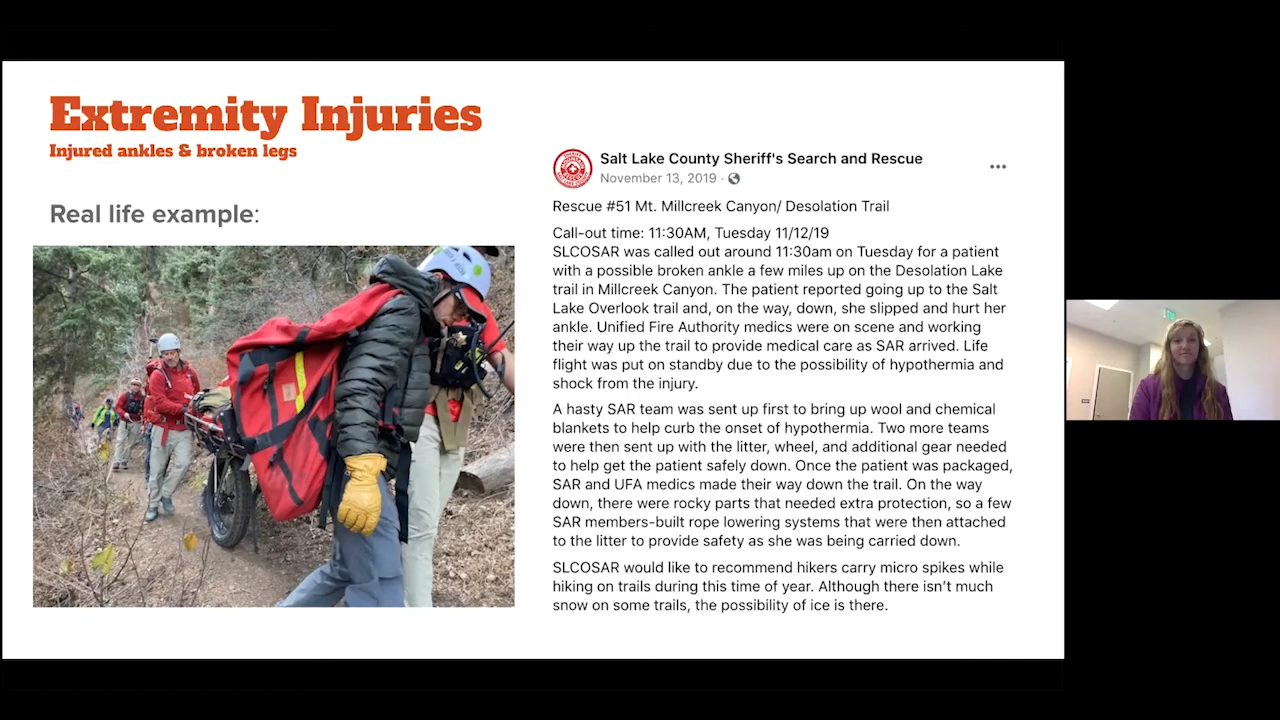 Extremity Injuries
Injured ankles & broken legs
Real life example:
Salt Lake County Sheriff's Search and Rescue
November 13, 2019 ·
Rescue #51 Mt. Millcreek Canyon/ Desolation Trail
Call-out time: 11:30AM, Tuesday 11/12/19
SLCOSAR was called out around 11:30am on Tuesday for a patient
with a possible broken ankle a few miles up on the Desolation Lake
trail in Millcreek Canyon. The patient reported going up to the Salt
Lake Overlook trail and, on the way, down, she slipped and hurt her
ankle. Unified Fire Authority medics were on scene and working
their way up the trail to provide medical care as SAR arrived. Life
flight was put on standby due to the possibility of hypothermia and
shock from the injury.
A hasty SAR team was sent up first to bring up wool and chemical
blankets to help curb the onset of hypothermia. Two more teams
were then sent up with the litter, wheel, and additional gear needed
to help get the patient safely down. Once the patient was packaged,
SAR and UFA medics made their way down the trail. On the way
down, there were rocky parts that needed extra protection, so a few
SAR members-built rope lowering systems that were then attached
to the litter to provide safety as she was being carried down.
SLCOSAR would like to recommend hikers carry micro spikes while
hiking on trails during this time of year. Although there isn't much
snow on some trails, the possibility of ice is there.